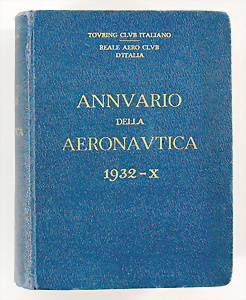 TOVRING CLVB ITALIANO
REALE AERO CLVB
D'ITALIA
ANNVARIO
DELLA
AERONAVTICA
1932-X